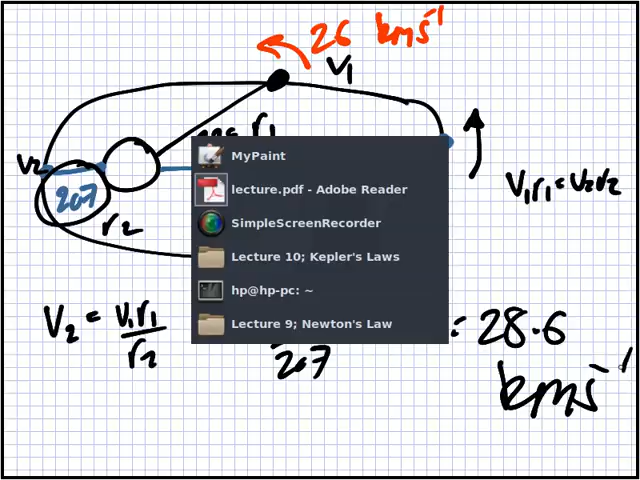 26 kms⁻¹
V1
r1
V2
207
r2
V1r1=V2r2
MyPaint
lecture.pdf - Adobe Reader
SimpleScreenRecorder
Lecture 10; Kepler's Laws
hp@hp-pc: ~
Lecture 9; Newton's Law
V2 = V1r1/r2
207
= 28.6
kms⁻¹